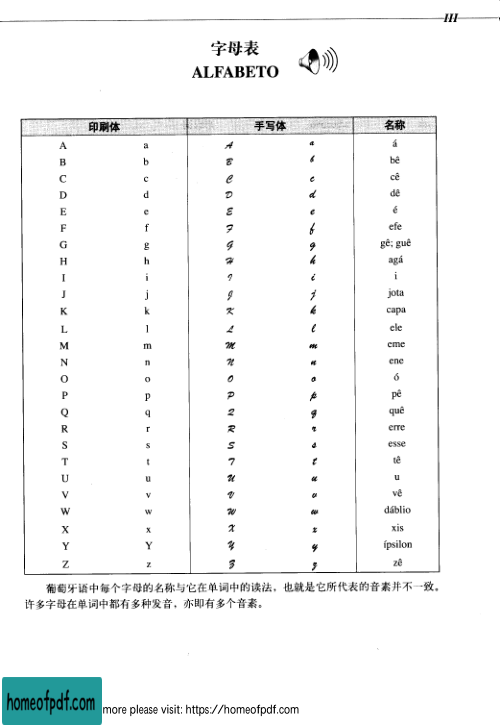 III
字母表
ALFABETO
印刷体 手写体 名称
A a A a á
B b B b bê
C c C c cê
D d D d dê
E e E e é
F f F f efe
G g G g gê; guê
H h H h agá
I i I i i
J j J j jota
K k K k capa
L l L l ele
M m M m eme
N n N n ene
O o O o ó
P p P p pê
Q q Q q quê
R r R r erre
S s S s esse
T t T t tê
U u U u u
V v V v vê
W w W w dáblio
X x X x xis
Y Y Y y ípsilon
Z z Z z zê
葡萄牙语中每个字母的名称与它在单词中的读法，也就是它所代表的音素并不一致。
许多字母在单词中都有多种发音，亦即有多个音素。
homeofpdf.com more please visit: https://homeofpdf.com